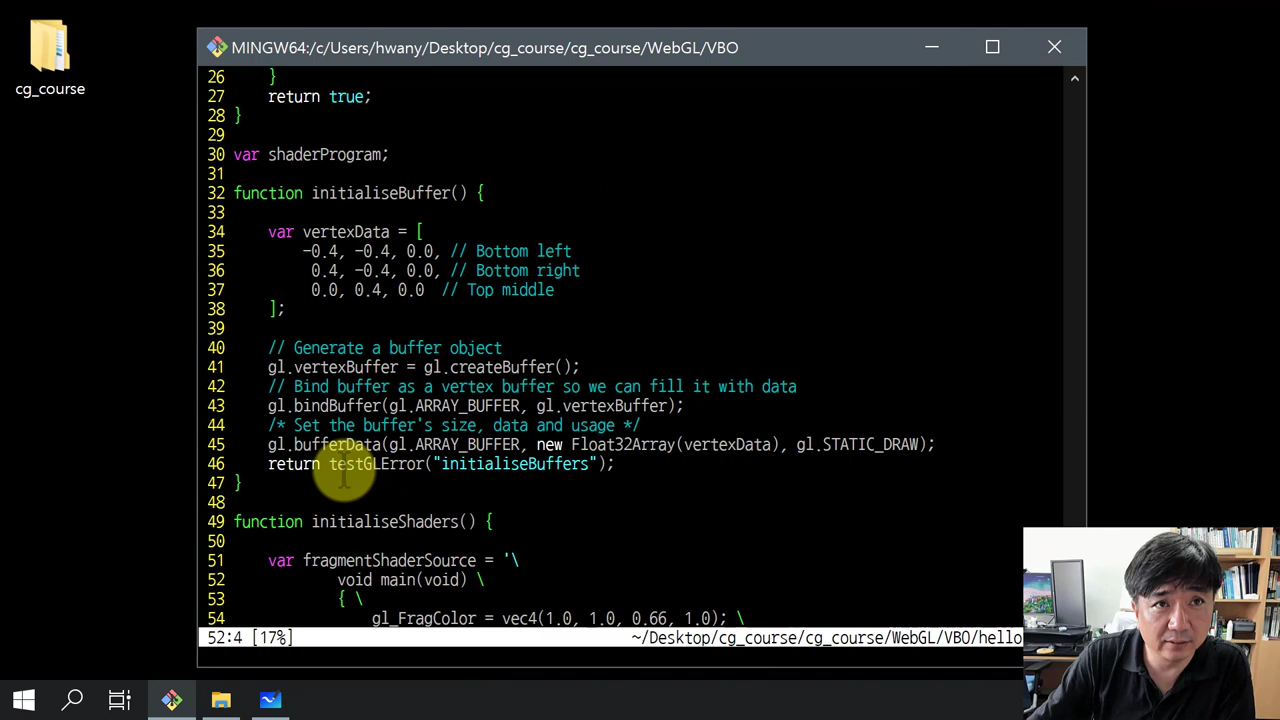 cg_course
MINGW64:/c/Users/hwany/Desktop/cg_course/cg_course/WebGL/VBO
26     }
27     return true;
28 }
29
30 var shaderProgram;
31
32 function initialiseBuffer() {
33
34     var vertexData = [
35         -0.4, -0.4, 0.0, // Bottom left
36          0.4, -0.4, 0.0, // Bottom right
37          0.0, 0.4, 0.0  // Top middle
38     ];
39
40     // Generate a buffer object
41     gl.vertexBuffer = gl.createBuffer();
42     // Bind buffer as a vertex buffer so we can fill it with data
43     gl.bindBuffer(gl.ARRAY_BUFFER, gl.vertexBuffer);
44     /* Set the buffer's size, data and usage */
45     gl.bufferData(gl.ARRAY_BUFFER, new Float32Array(vertexData), gl.STATIC_DRAW);
46     return testGLError("initialiseBuffers");
47 }
48
49 function initialiseShaders() {
50
51     var fragmentShaderSource = '\
52             void main(void) \
53             { \
54                 gl_FragColor = vec4(1.0, 1.0, 0.66, 1.0); \
52:4 [17%] ~/Desktop/cg_course/cg_course/WebGL/VBO/hello